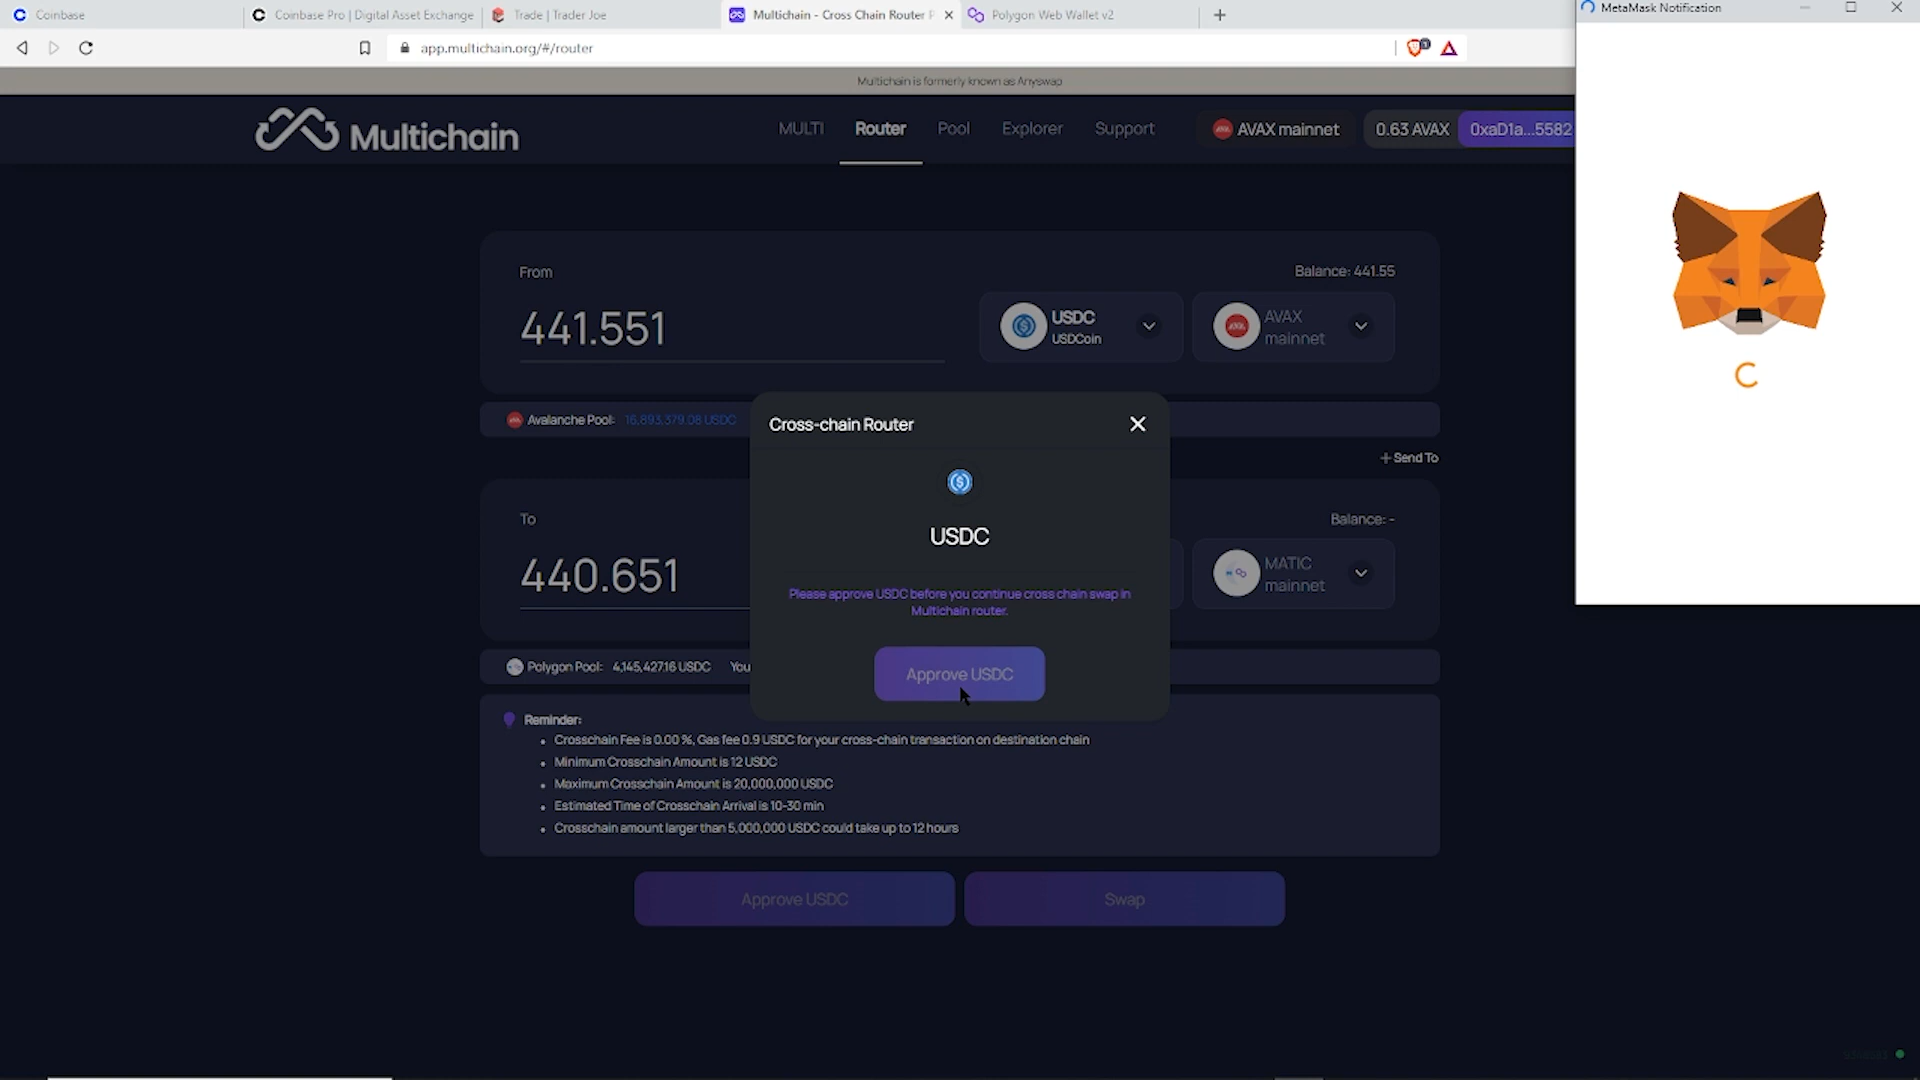 Coinbase
Coinbase Pro | Digital Asset Exchange
Trade | Trader Joe
Multichain - Cross Chain Router P
Polygon Web Wallet v2
MetaMask Notification
app.multichain.org/#/router
Multichain is formerly known as Anyswap
Multichain
MULTI
Router
Pool
Explorer
Support
AVAX mainnet
0.63 AVAX
0xaD1a...5582
From
Balance: 441.55
441.551
USDC
USDCoin
AVAX
mainnet
Avalanche Pool: 16,893,379.08 USDC
Cross-chain Router
+ Send To
USDC
To
Balance: -
440.651
MATIC
mainnet
Please approve USDC before you continue cross chain swap in
Multichain router.
Polygon Pool: 4,145,427.16 USDC You
Approve USDC
Reminder:
Crosschain Fee is 0.00 %, Gas fee 0.9 USDC for your cross-chain transaction on destination chain
Minimum Crosschain Amount is 12 USDC
Maximum Crosschain Amount is 20,000,000 USDC
Estimated Time of Crosschain Arrival is 10-30 min
Crosschain amount larger than 5,000,000 USDC could take up to 12 hours
Approve USDC
Swap